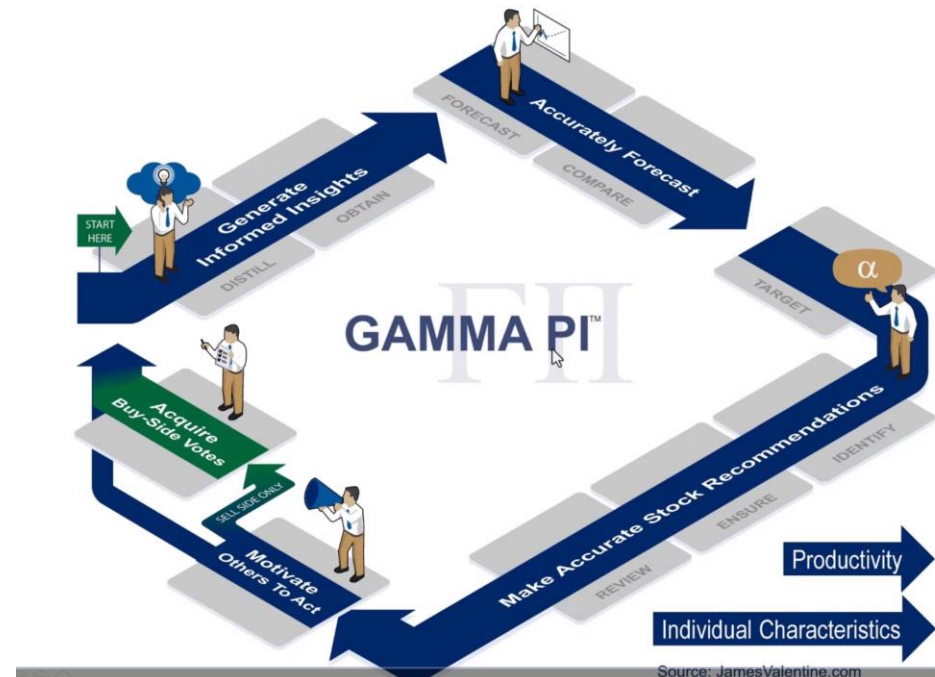 START
HERE
Generate
Informed Insights
DISTILL
OBTAIN
Accurately Forecast
FORECAST
COMPARE
TARGET
α
ΓΠ
GAMMA PI™
Make Accurate Stock Recommendations
IDENTIFY
ENSURE
REVIEW
Motivate
Others To Act
SELL SIDE ONLY
Acquire
Buy-Side Votes
Productivity
Individual Characteristics
Source: JamesValentine.com